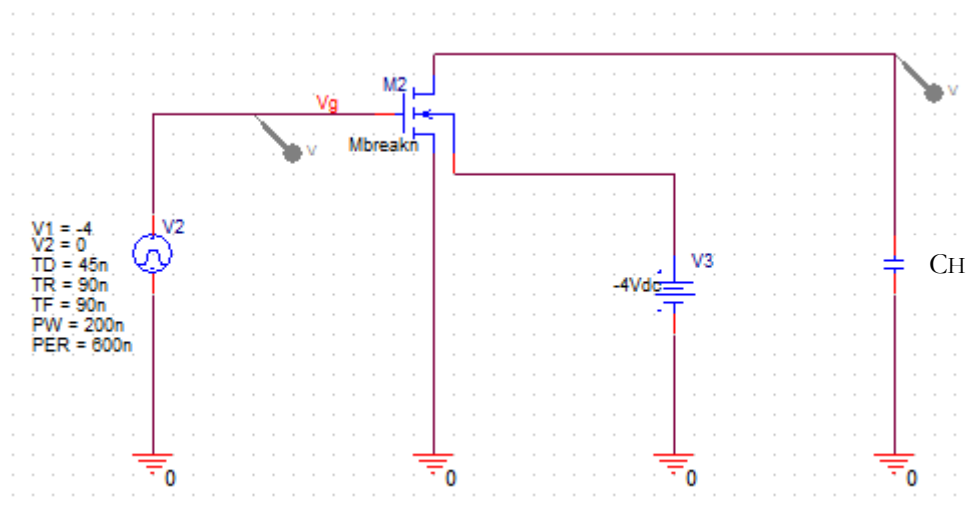 M2
Vg
V
V
Mbreakn
V1 = -4
V2 = 0
TD = 45n
TR = 90n
TF = 90n
PW = 200n
PER = 600n
V2
V3
-4Vdc
CH
0
0
0
0